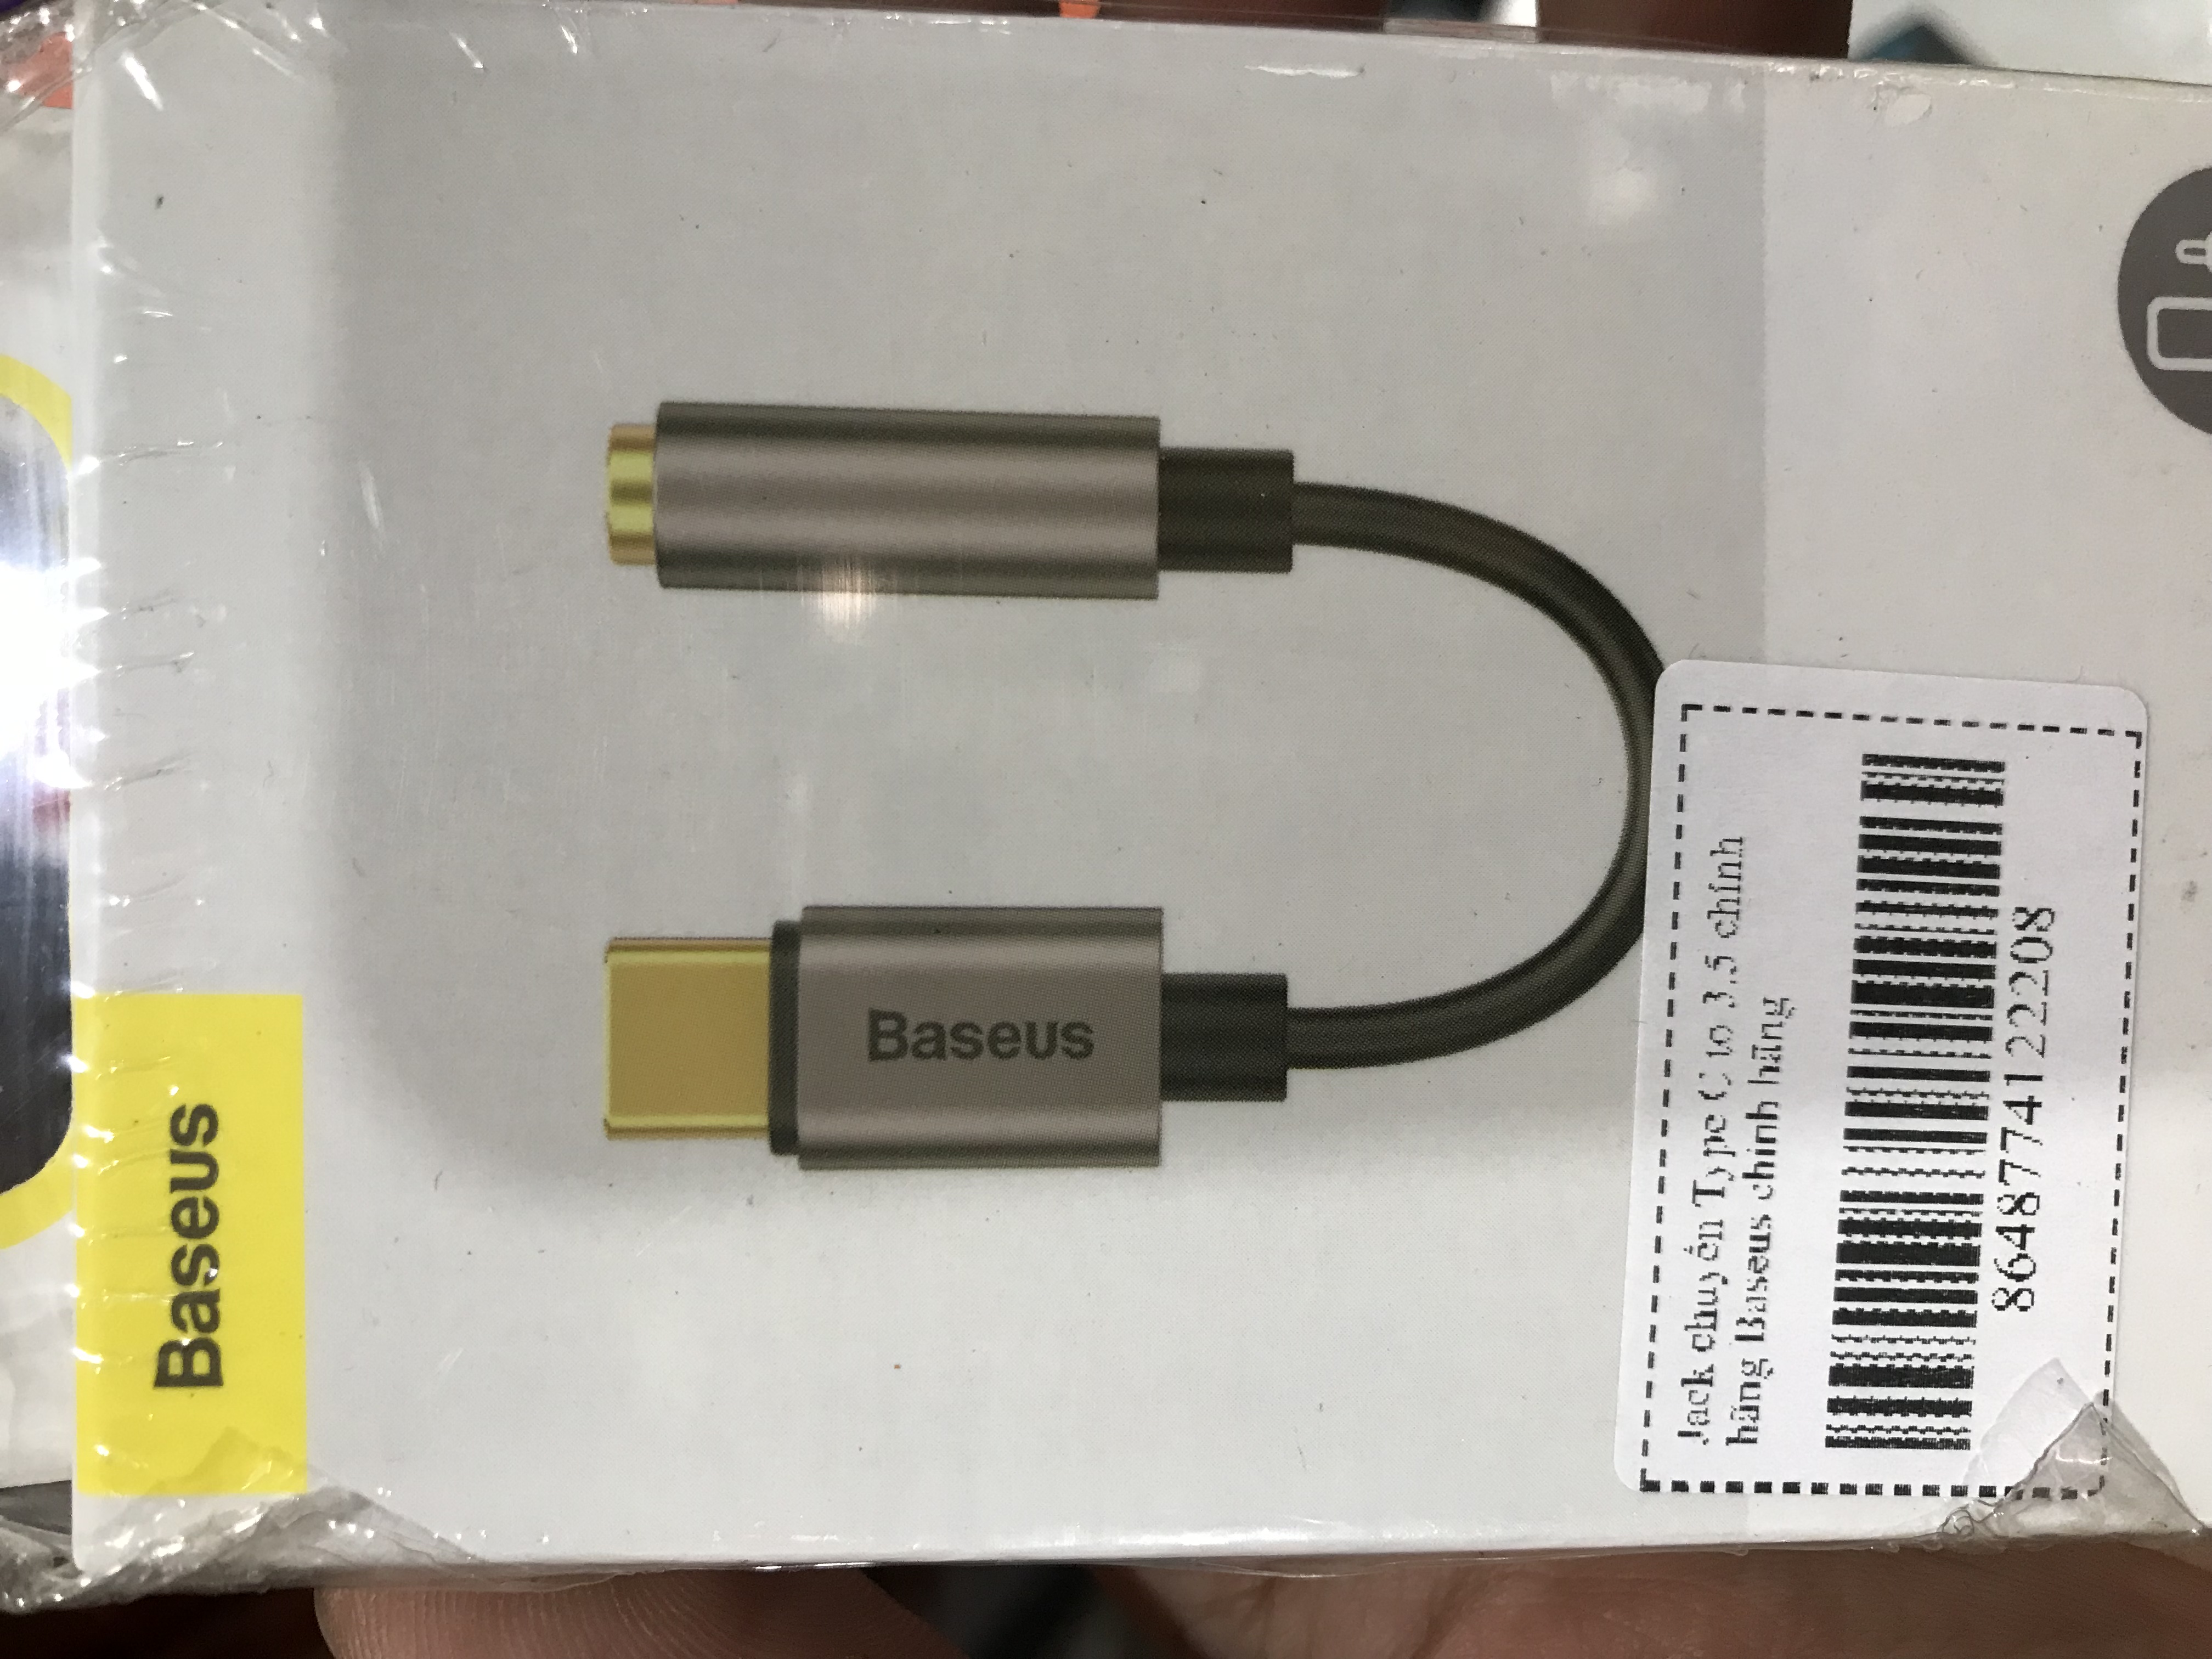 Baseus
Baseus
Jack chuyển Type C to 3.5 chính
hãng Baseus chính hãng
8648774122208